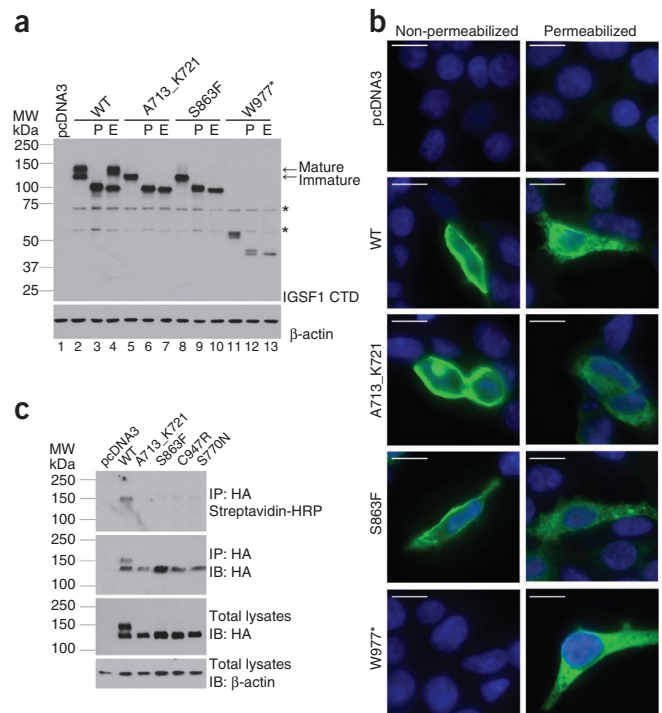 a
MW
kDa
pcDNA3
WT
A713_K721
S863F
W977*
P E P E P E P E
250
150
100
75
50
37
25
←Mature
←Immature
*
*
IGSF1 CTD
β-actin
1 2 3 4 5 6 7 8 9 10 11 12 13
b
Non-permeabilized Permeabilized
pcDNA3
WT
A713_K721
S863F
W977*
c
MW
kDa
pcDNA3
WT
A713_K721
S863F
C947R
S770N
250
150
100
IP: HA
Streptavidin-HRP
250
150
100
IP: HA
IB: HA
250
150
100
Total lysates
IB: HA
Total lysates
IB: β-actin